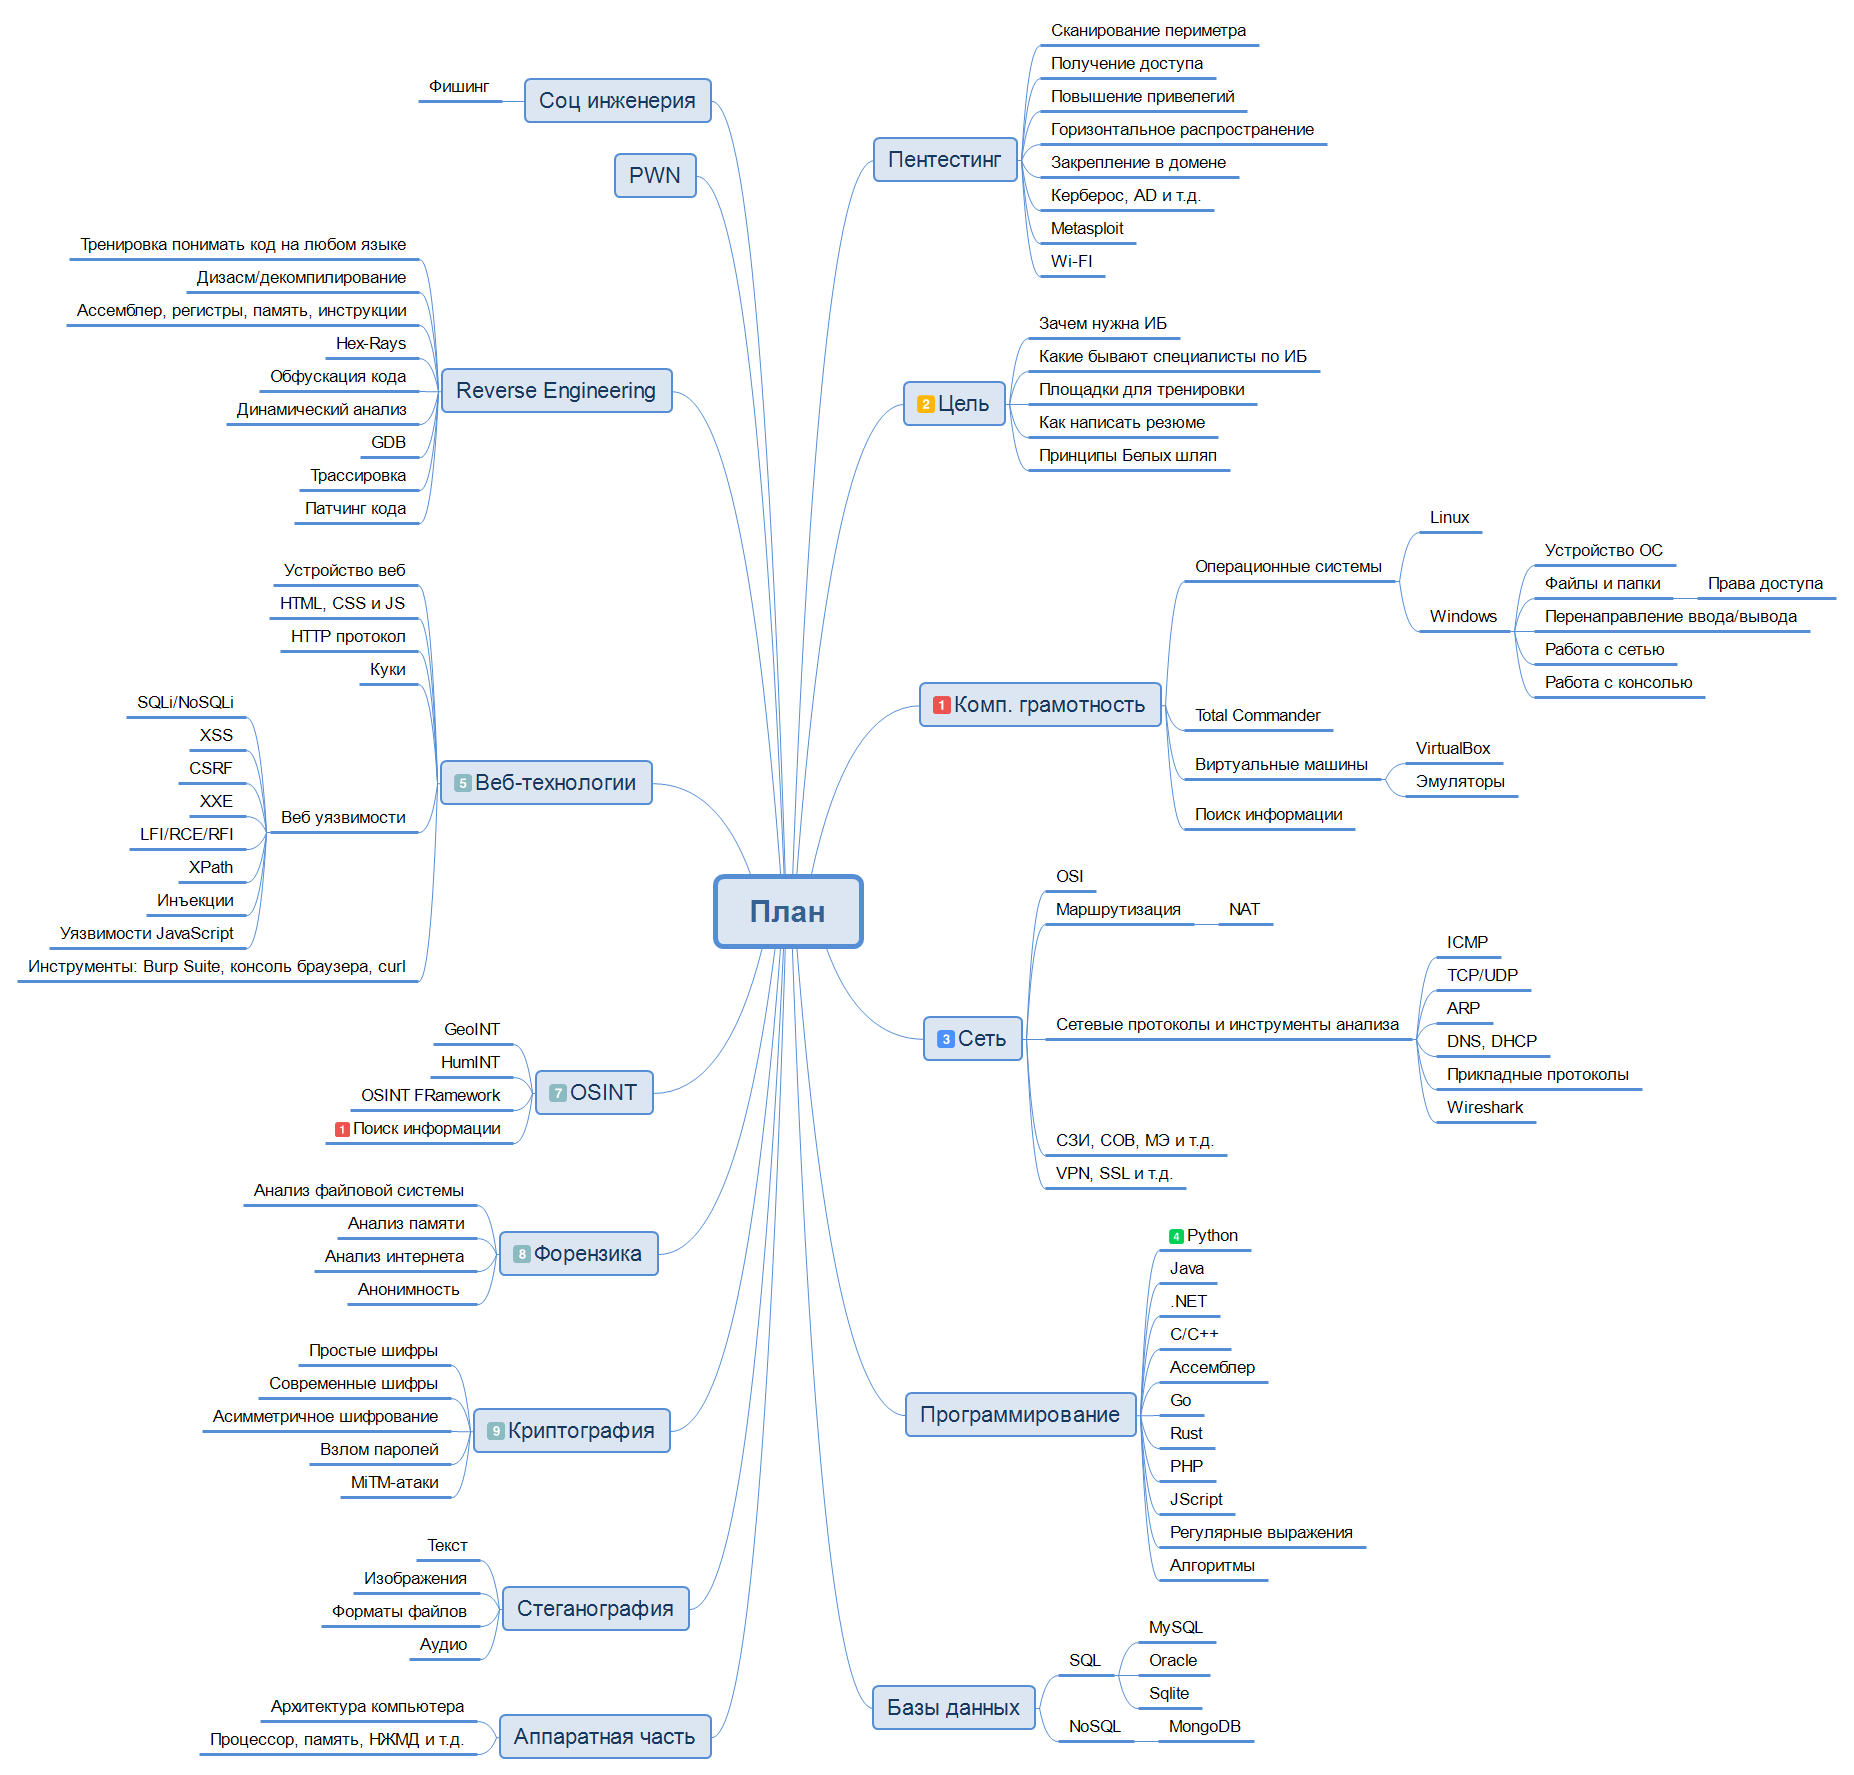 План
Пентестинг
Сканирование периметра
Получение доступа
Повышение привелегий
Горизонтальное распространение
Закрепление в домене
Керберос, AD и т.д.
Metasploit
Wi-FI
2 Цель
Зачем нужна ИБ
Какие бывают специалисты по ИБ
Площадки для тренировки
Как написать резюме
Принципы Белых шляп
1 Комп. грамотность
Операционные системы
Linux
Windows
Устройство ОС
Файлы и папки
Права доступа
Перенаправление ввода/вывода
Работа с сетью
Работа с консолью
Total Commander
Виртуальные машины
VirtualBox
Эмуляторы
Поиск информации
3 Сеть
OSI
Маршрутизация
NAT
Сетевые протоколы и инструменты анализа
ICMP
TCP/UDP
ARP
DNS, DHCP
Прикладные протоколы
Wireshark
СЗИ, СОВ, МЭ и т.д.
VPN, SSL и т.д.
Программирование
4 Python
Java
.NET
C/C++
Ассемблер
Go
Rust
PHP
JScript
Регулярные выражения
Алгоритмы
Базы данных
SQL
MySQL
Oracle
Sqlite
NoSQL
MongoDB
Соц инженерия
Фишинг
PWN
Reverse Engineering
Тренировка понимать код на любом языке
Дизасм/декомпилирование
Ассемблер, регистры, память, инструкции
Hex-Rays
Обфускация кода
Динамический анализ
GDB
Трассировка
Патчинг кода
5 Веб-технологии
Устройство веб
HTML, CSS и JS
HTTP протокол
Куки
Веб уязвимости
SQLi/NoSQLi
XSS
CSRF
XXE
LFI/RCE/RFI
XPath
Инъекции
Уязвимости JavaScript
Инструменты: Burp Suite, консоль браузера, curl
7 OSINT
GeoINT
HumINT
OSINT FRamework
1 Поиск информации
8 Форензика
Анализ файловой системы
Анализ памяти
Анализ интернета
Анонимность
9 Криптография
Простые шифры
Современные шифры
Асимметричное шифрование
Взлом паролей
MiTM-атаки
Стеганография
Текст
Изображения
Форматы файлов
Аудио
Аппаратная часть
Архитектура компьютера
Процессор, память, НЖМД и т.д.